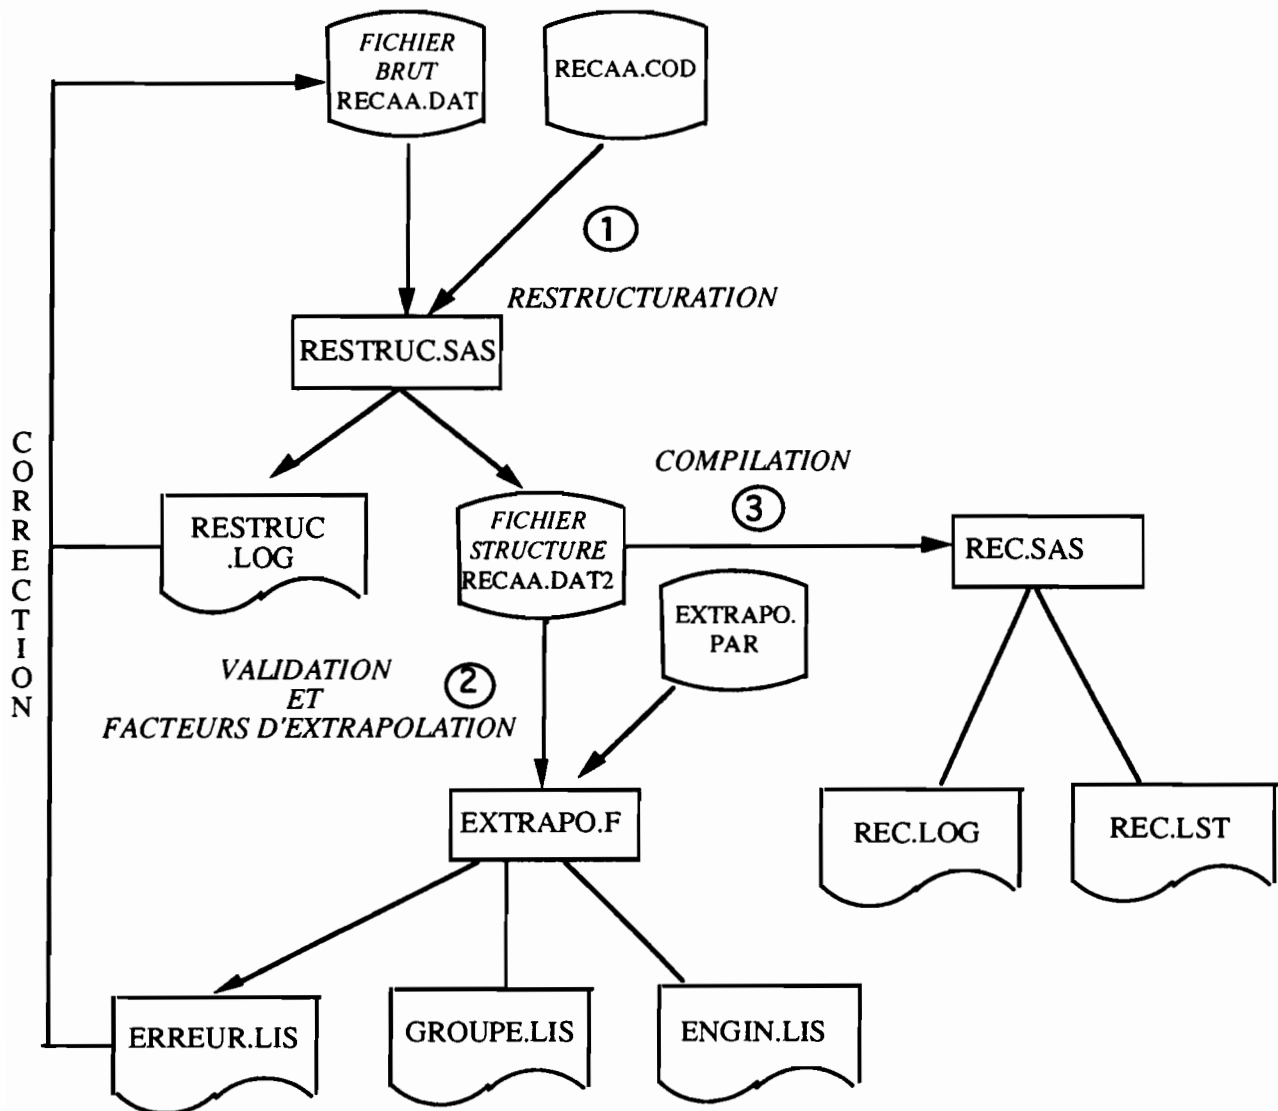 FICHIER
BRUT
RECAA.DAT
RECAA.COD
1
RESTRUCTURATION
RESTRUC.SAS
CORRECTION
COMPILATION
3
RESTRUC
.LOG
FICHIER
STRUCTURE
RECAA.DAT2
REC.SAS
EXTRAPO.
PAR
VALIDATION
ET
FACTEURS D'EXTRAPOLATION
2
EXTRAPO.F
REC.LOG
REC.LST
ERREUR.LIS
GROUPE.LIS
ENGIN.LIS